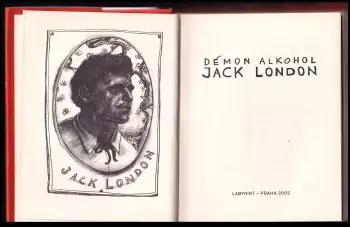 JACK LONDON
DÉMON ALKOHOL
JACK LONDON
LABYRINT – PRAHA 2002